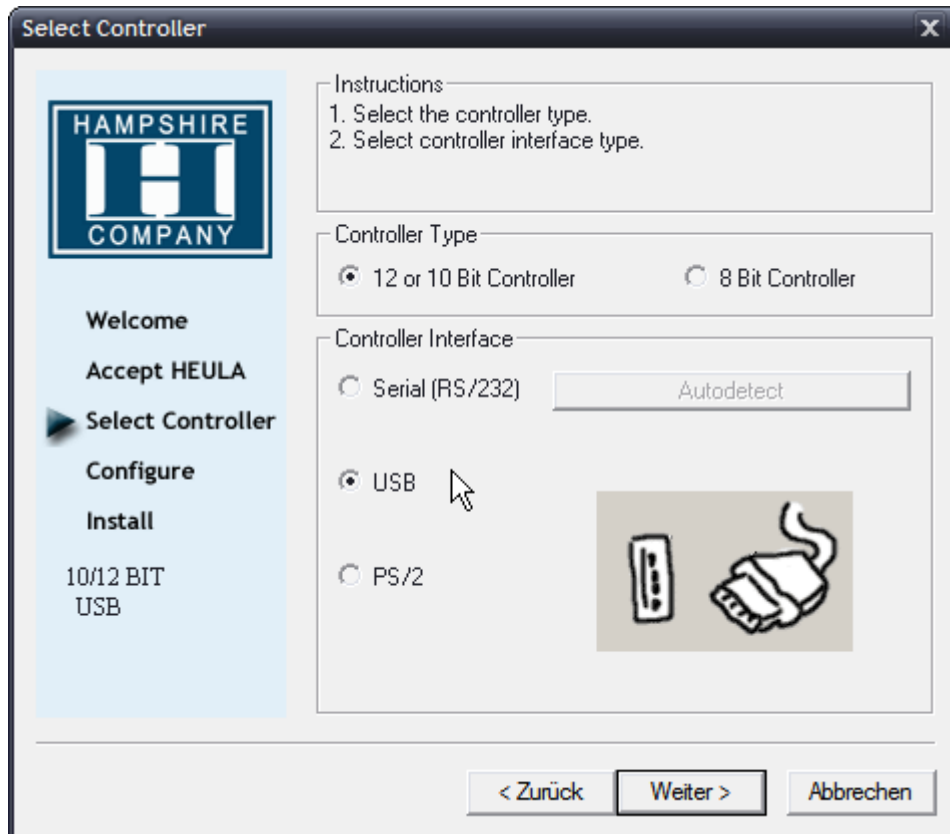 Select Controller
HAMPSHIRE
COMPANY
Welcome
Accept HEULA
Select Controller
Configure
Install
10/12 BIT
USB
Instructions
1. Select the controller type.
2. Select controller interface type.
Controller Type
12 or 10 Bit Controller
8 Bit Controller
Controller Interface
Serial (RS/232)
Autodetect
USB
PS/2
< Zurück
Weiter >
Abbrechen